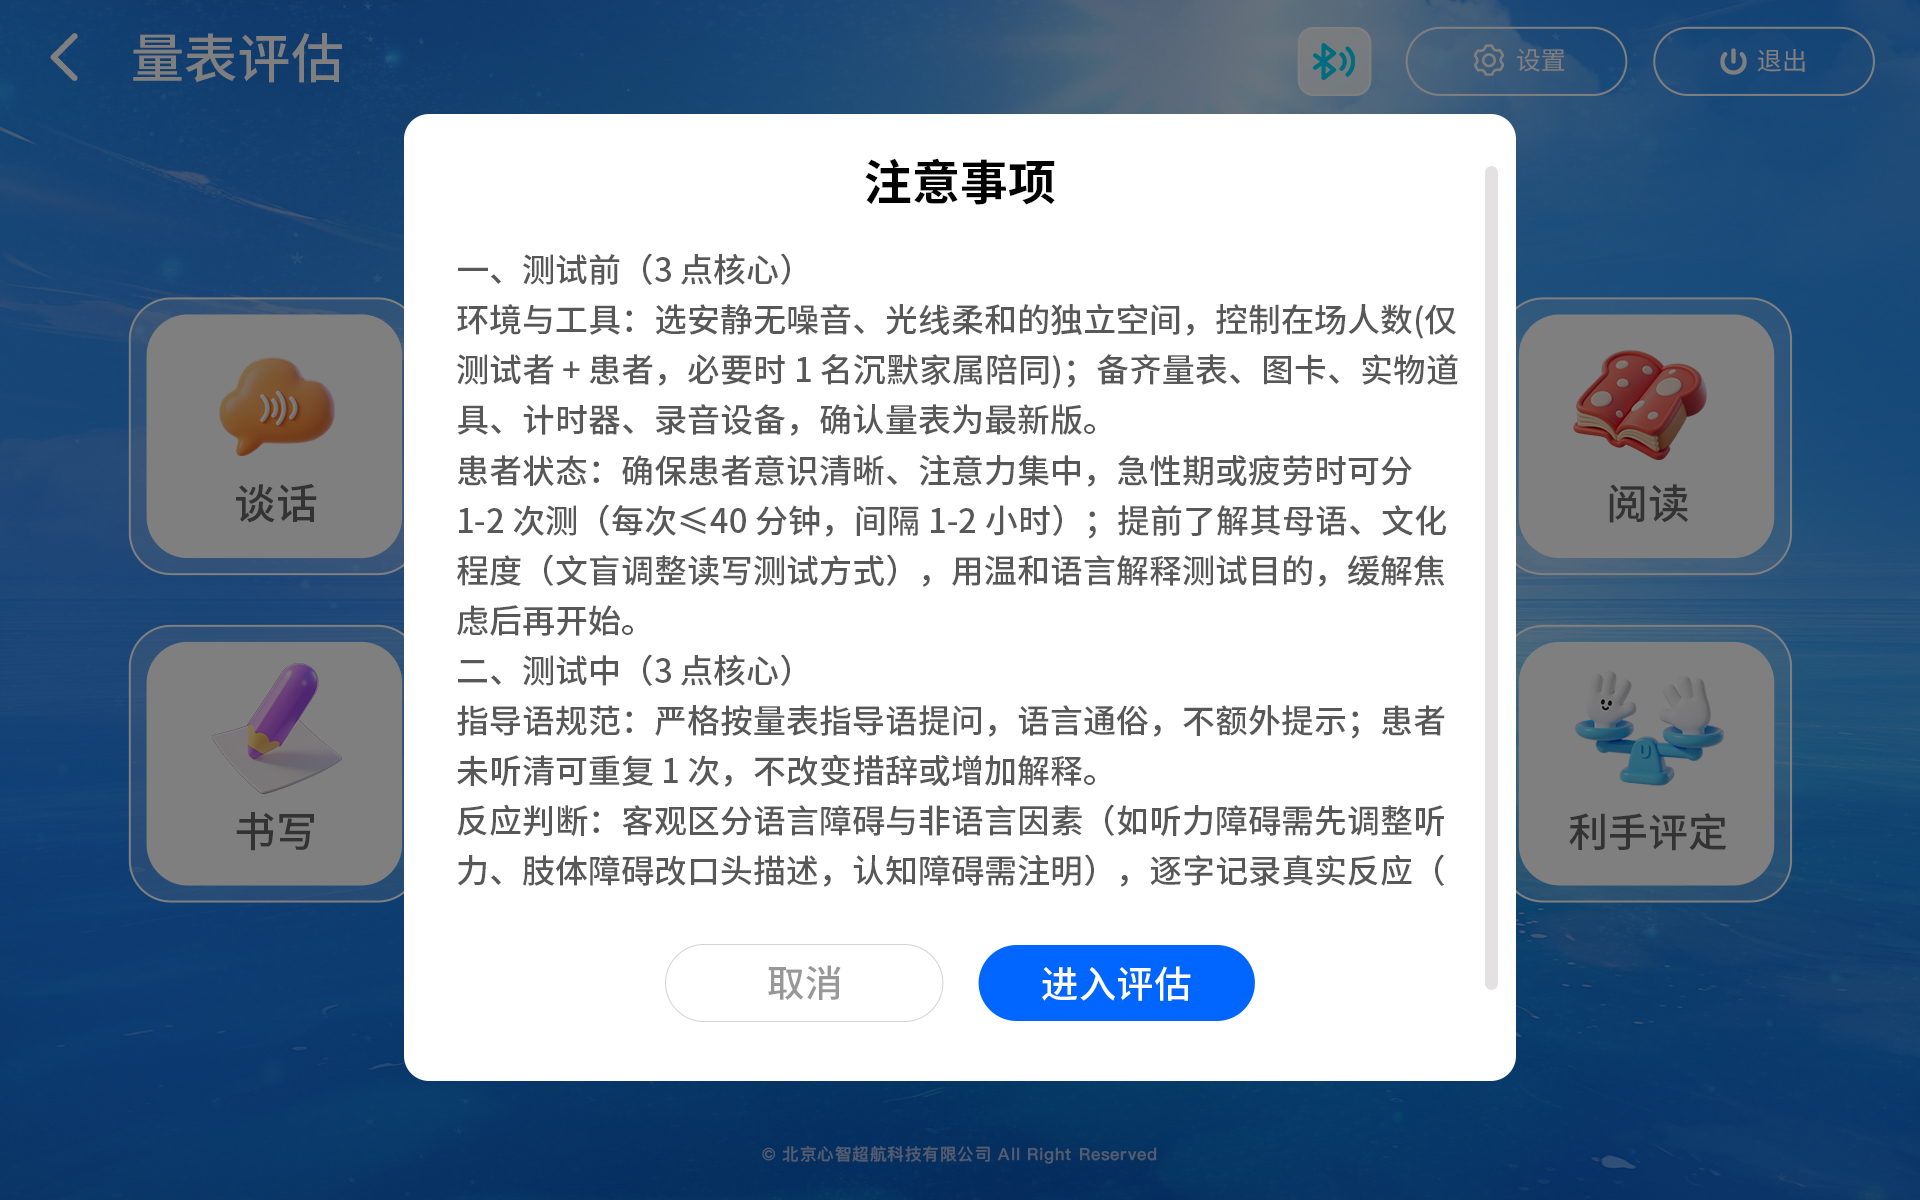 量表评估
设置
退出
注意事项
一、测试前（3 点核心）
环境与工具：选安静无噪音、光线柔和的独立空间，控制在场人数(仅
测试者 + 患者，必要时 1 名沉默家属陪同)；备齐量表、图卡、实物道
具、计时器、录音设备，确认量表为最新版。
患者状态：确保患者意识清晰、注意力集中，急性期或疲劳时可分
1-2 次测（每次≤40 分钟，间隔 1-2 小时）；提前了解其母语、文化
程度（文盲调整读写测试方式），用温和语言解释测试目的，缓解焦
虑后再开始。
二、测试中（3 点核心）
指导语规范：严格按量表指导语提问，语言通俗，不额外提示；患者
未听清可重复 1 次，不改变措辞或增加解释。
反应判断：客观区分语言障碍与非语言因素（如听力障碍需先调整听
力、肢体障碍改口头描述，认知障碍需注明），逐字记录真实反应（
取消
进入评估
谈话
阅读
书写
利手评定
© 北京心智超航科技有限公司 All Right Reserved